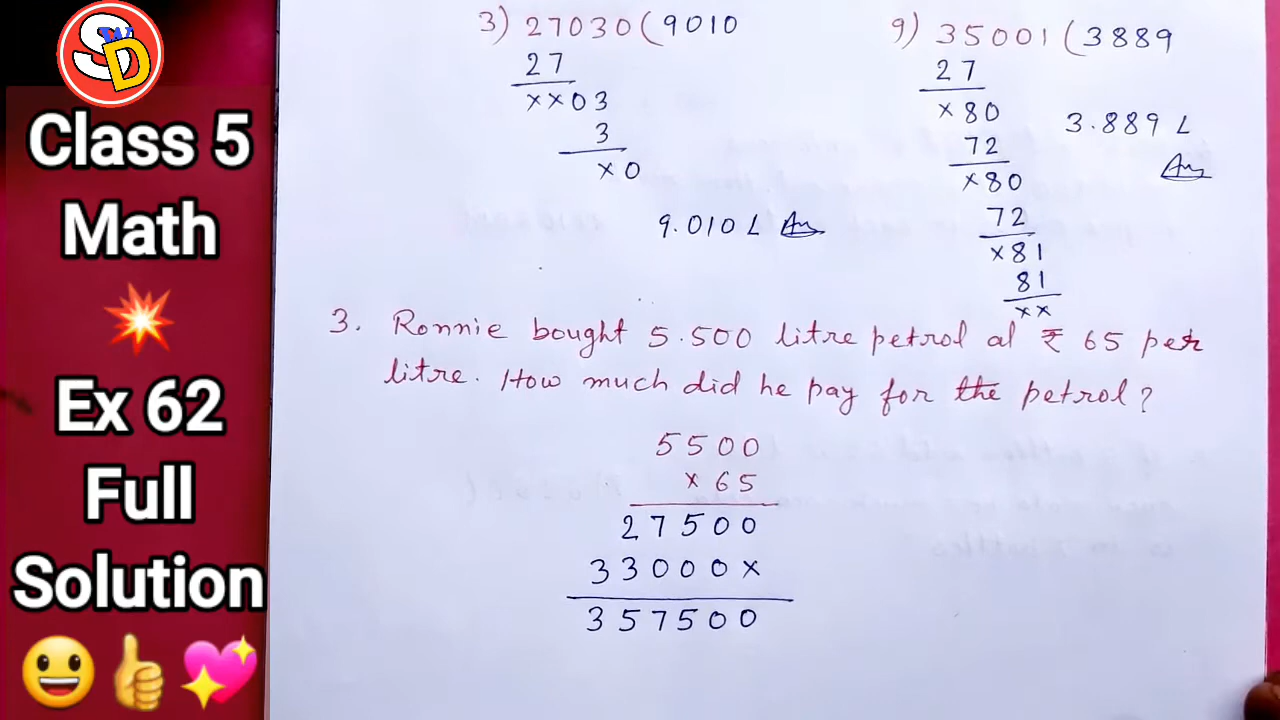 SWD
Class 5
Math
Ex 62
Full
Solution
3) 27030 ( 9010
27
××03
3
×0
9.010 L Ans
9) 35001 ( 3889
27
×80
72
×80
72
×81
81
××
3.889 L
Ans
3. Ronnie bought 5.500 litre petrol at ₹ 65 per
litre. How much did he pay for the petrol?
5500
×65
27500
33000×
357500